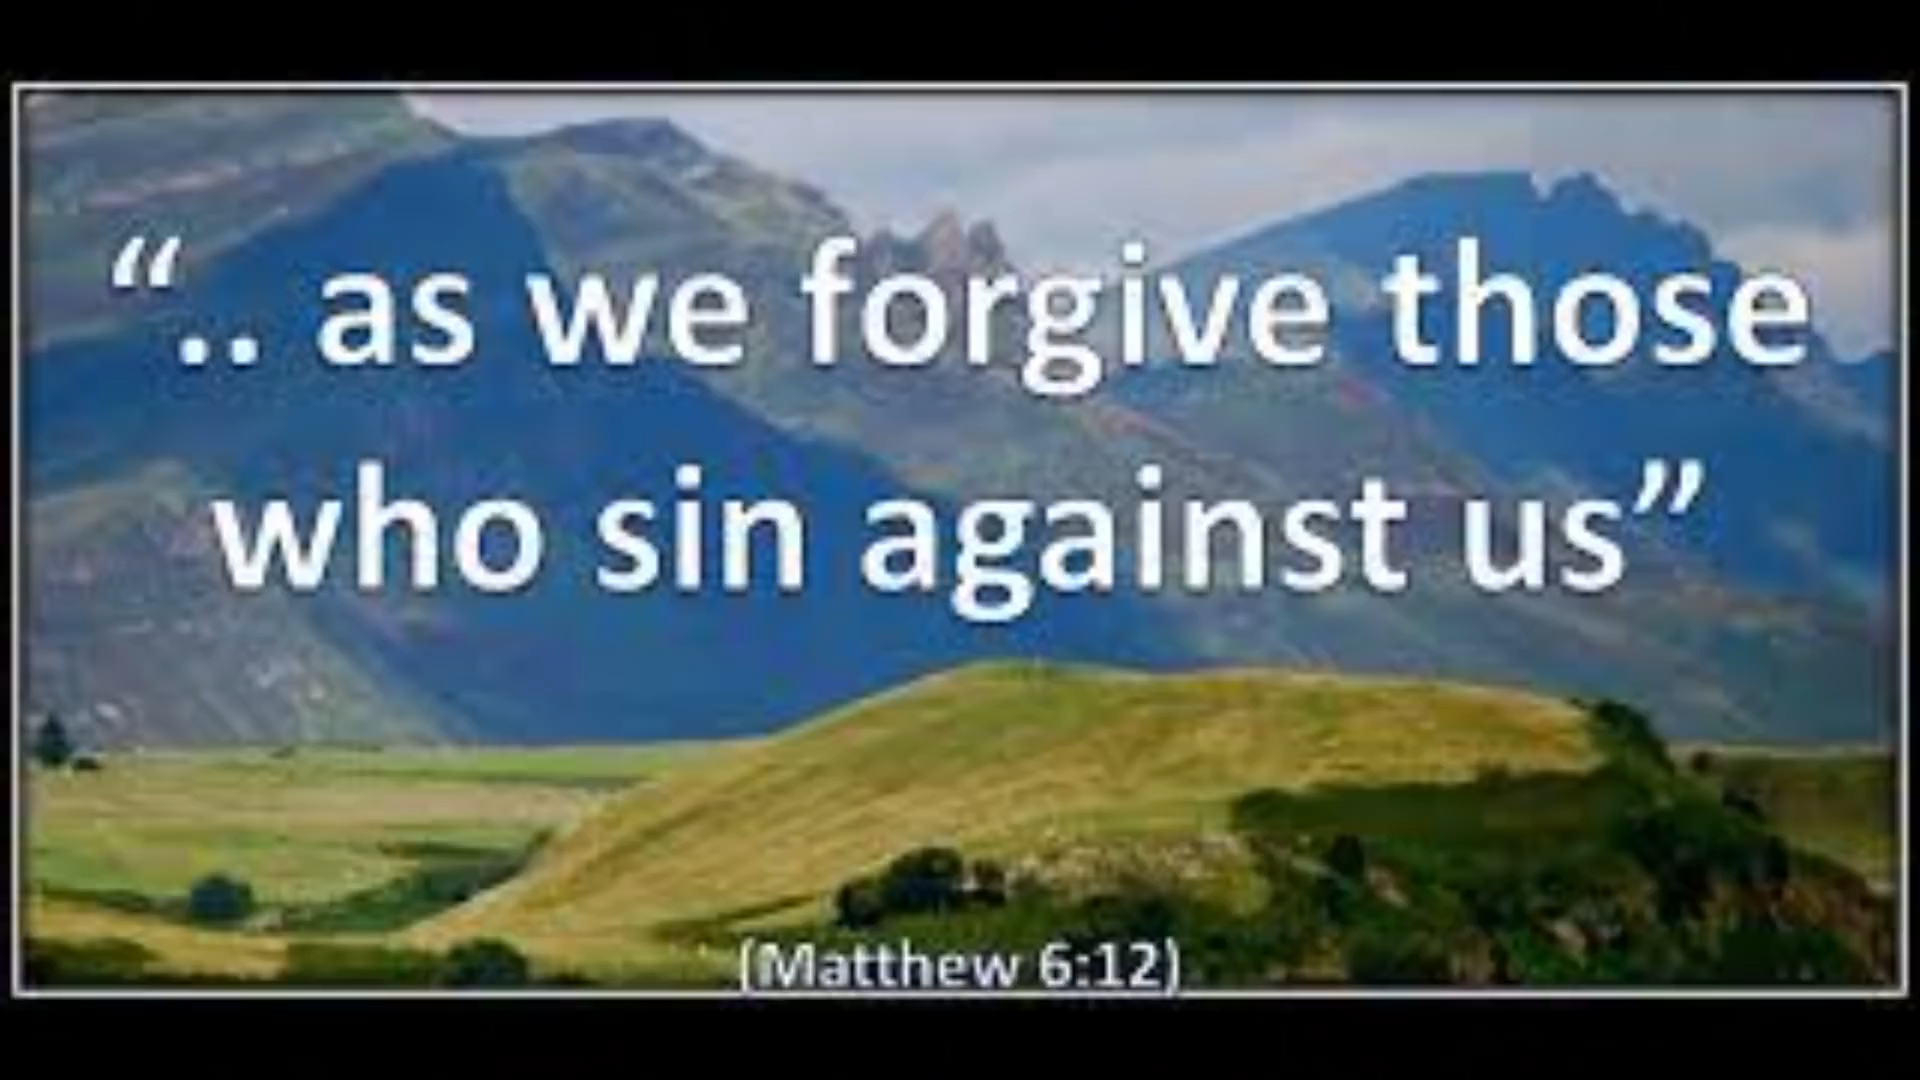 “.. as we forgive those
who sin against us”
(Matthew 6:12)